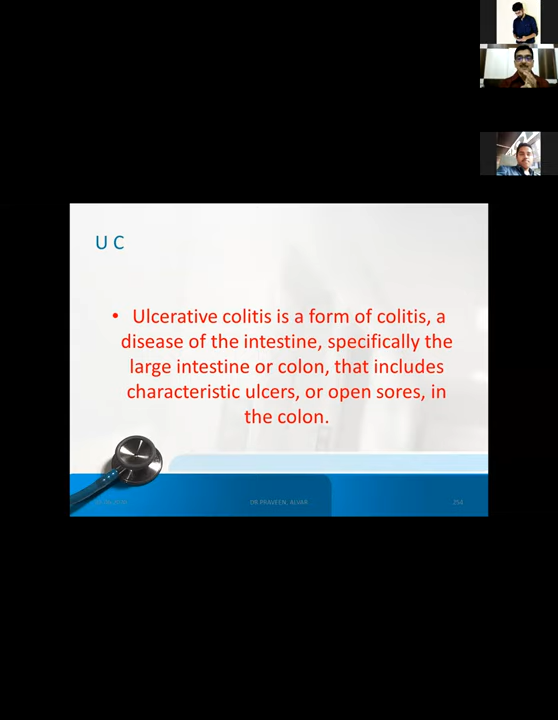 U C
• Ulcerative colitis is a form of colitis, a
disease of the intestine, specifically the
large intestine or colon, that includes
characteristic ulcers, or open sores, in
the colon.
DR PRAVEEN, ALVAR
254